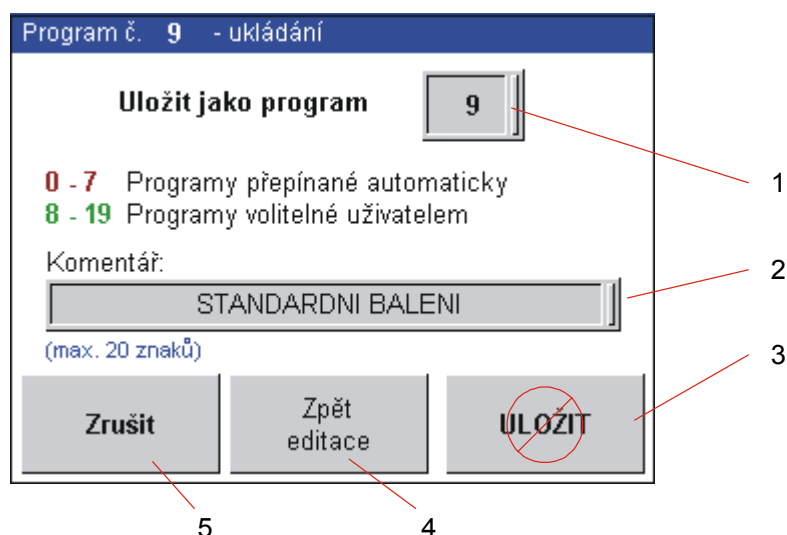 Program č. 9 - ukládání
Uložit jako program 9
1
0 - 7 Programy přepínané automaticky
8 - 19 Programy volitelné uživatelem
Komentář:
2
STANDARDNI BALENI
(max. 20 znaků)
3
Zrušit
Zpět
editace
ULOŽIT
5
4